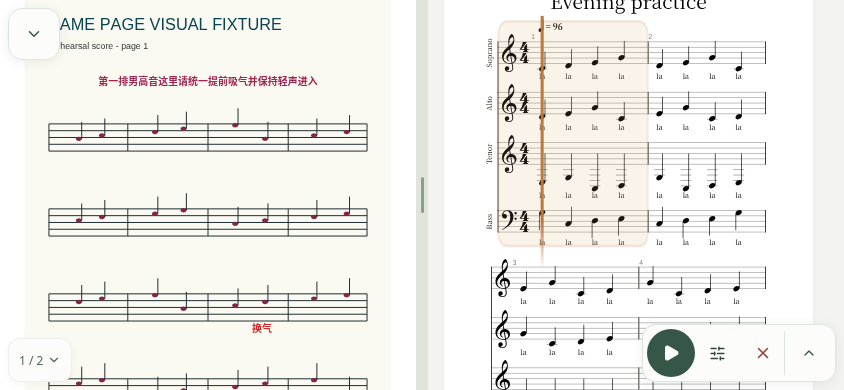 AME PAGE VISUAL FIXTURE
hearsal score - page 1
第一排男高音这里请统一提前吸气并保持轻声进入
换气
1 / 2
Evening practice
= 96
1
2
Soprano
la la la la la la la la
Alto
la la la la la la la la
Tenor
la la la la la la la la
Bass
la la la la la la la la
3
4
la la la la la la la la
la la la la